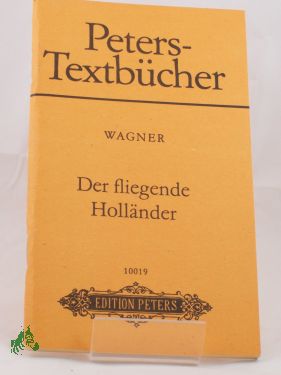 Peters-
Textbücher
WAGNER
Der fliegende
Holländer
10019
EDITION PETERS